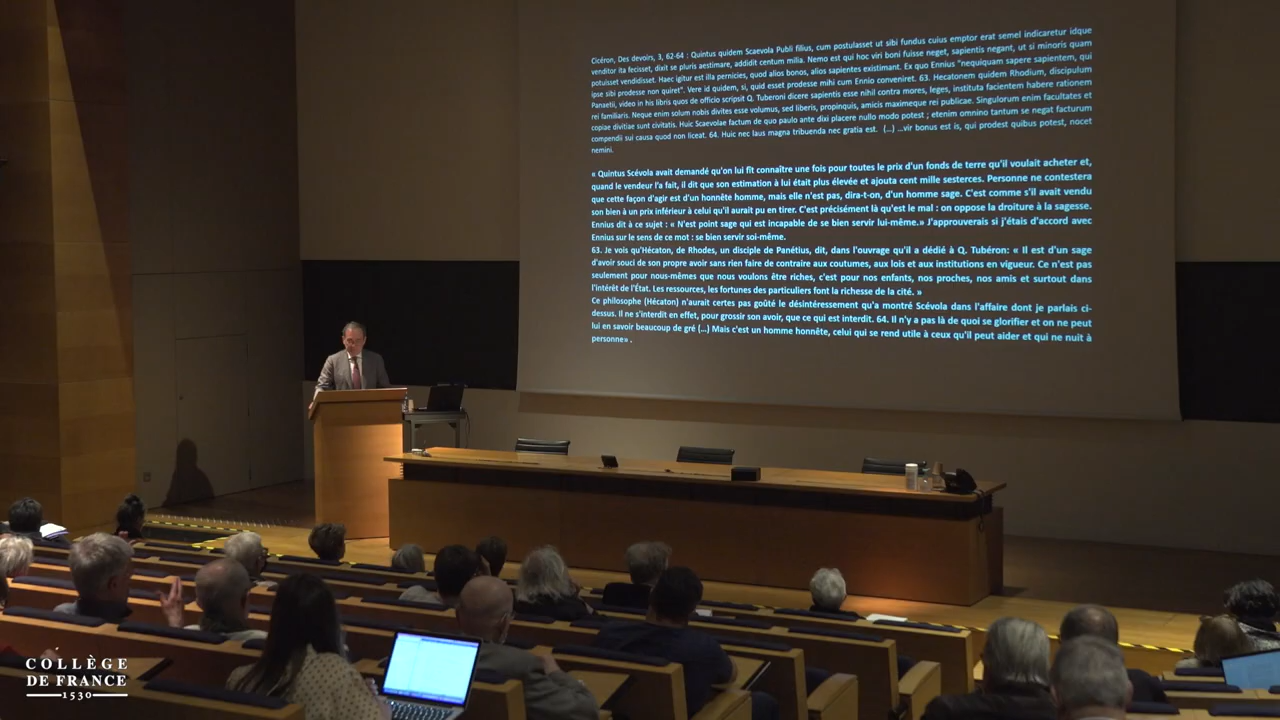 Cicéron, Des devoirs, 3, 62-64 : Quintus quidem Scaevola Publi filius, cum postulasset ut sibi fundus cuius emptor erat semel indicaretur idque
venditor ita fecisset, dixit se pluris aestimare, addidit centum milia. Nemo est qui hoc viri boni fuisse neget, sapientis negant, ut si minoris quam
potuisset vendidisset. Haec igitur est illa pernicies, quod alios bonos, alios sapientes existimant. Ex quo Ennius "nequiquam sapere sapientem, qui
ipse sibi prodesse non quiret". Vere id quidem, si, quid esset prodesse mihi cum Ennio conveniret. 63. Hecatonem quidem Rhodium, discipulum
Panaetii, video in his libris quos de officio scripsit Q. Tuberoni dicere sapientis esse nihil contra mores, leges, instituta facientem habere rationem
rei familiaris. Neque enim solum nobis divites esse volumus, sed liberis, propinquis, amicis maximeque rei publicae. Singulorum enim facultates et
copiae divitiae sunt civitatis. Huic Scaevolae factum de quo paulo ante dixi placere nullo modo potest ; etenim omnino tantum se negat facturum
compendii sui causa quod non liceat. 64. Huic nec laus magna tribuenda nec gratia est. (...) ...vir bonus est is, qui prodest quibus potest, nocet
nemini.
« Quintus Scévola avait demandé qu'on lui fît connaître une fois pour toutes le prix d'un fonds de terre qu'il voulait acheter et,
quand le vendeur l'a fait, il dit que son estimation à lui était plus élevée et ajouta cent mille sesterces. Personne ne contestera
que cette façon d'agir est d'un honnête homme, mais elle n'est pas, dira-t-on, d'un homme sage. C'est comme s'il avait vendu
son bien à un prix inférieur à celui qu'il aurait pu en tirer. C'est précisément là qu'est le mal : on oppose la droiture à la sagesse.
Ennius dit à ce sujet : « N'est point sage qui est incapable de se bien servir lui-même.» J'approuverais si j'étais d'accord avec
Ennius sur le sens de ce mot : se bien servir soi-même.
63. Je vois qu'Hécaton, de Rhodes, un disciple de Panétius, dit, dans l'ouvrage qu'il a dédié à Q. Tubéron: « Il est d'un sage
d'avoir souci de son propre avoir sans rien faire de contraire aux coutumes, aux lois et aux institutions en vigueur. Ce n'est pas
seulement pour nous-mêmes que nous voulons être riches, c'est pour nos enfants, nos proches, nos amis et surtout dans
l'intérêt de l'État. Les ressources, les fortunes des particuliers font la richesse de la cité. »
Ce philosophe (Hécaton) n'aurait certes pas goûté le désintéressement qu'a montré Scévola dans l'affaire dont je parlais ci-
dessus. Il ne s'interdit en effet, pour grossir son avoir, que ce qui est interdit. 64. Il n'y a pas là de quoi se glorifier et on ne peut
lui en savoir beaucoup de gré (...) Mais c'est un homme honnête, celui qui se rend utile à ceux qu'il peut aider et qui ne nuit à
personne» .
COLLÈGE
DE FRANCE
1530